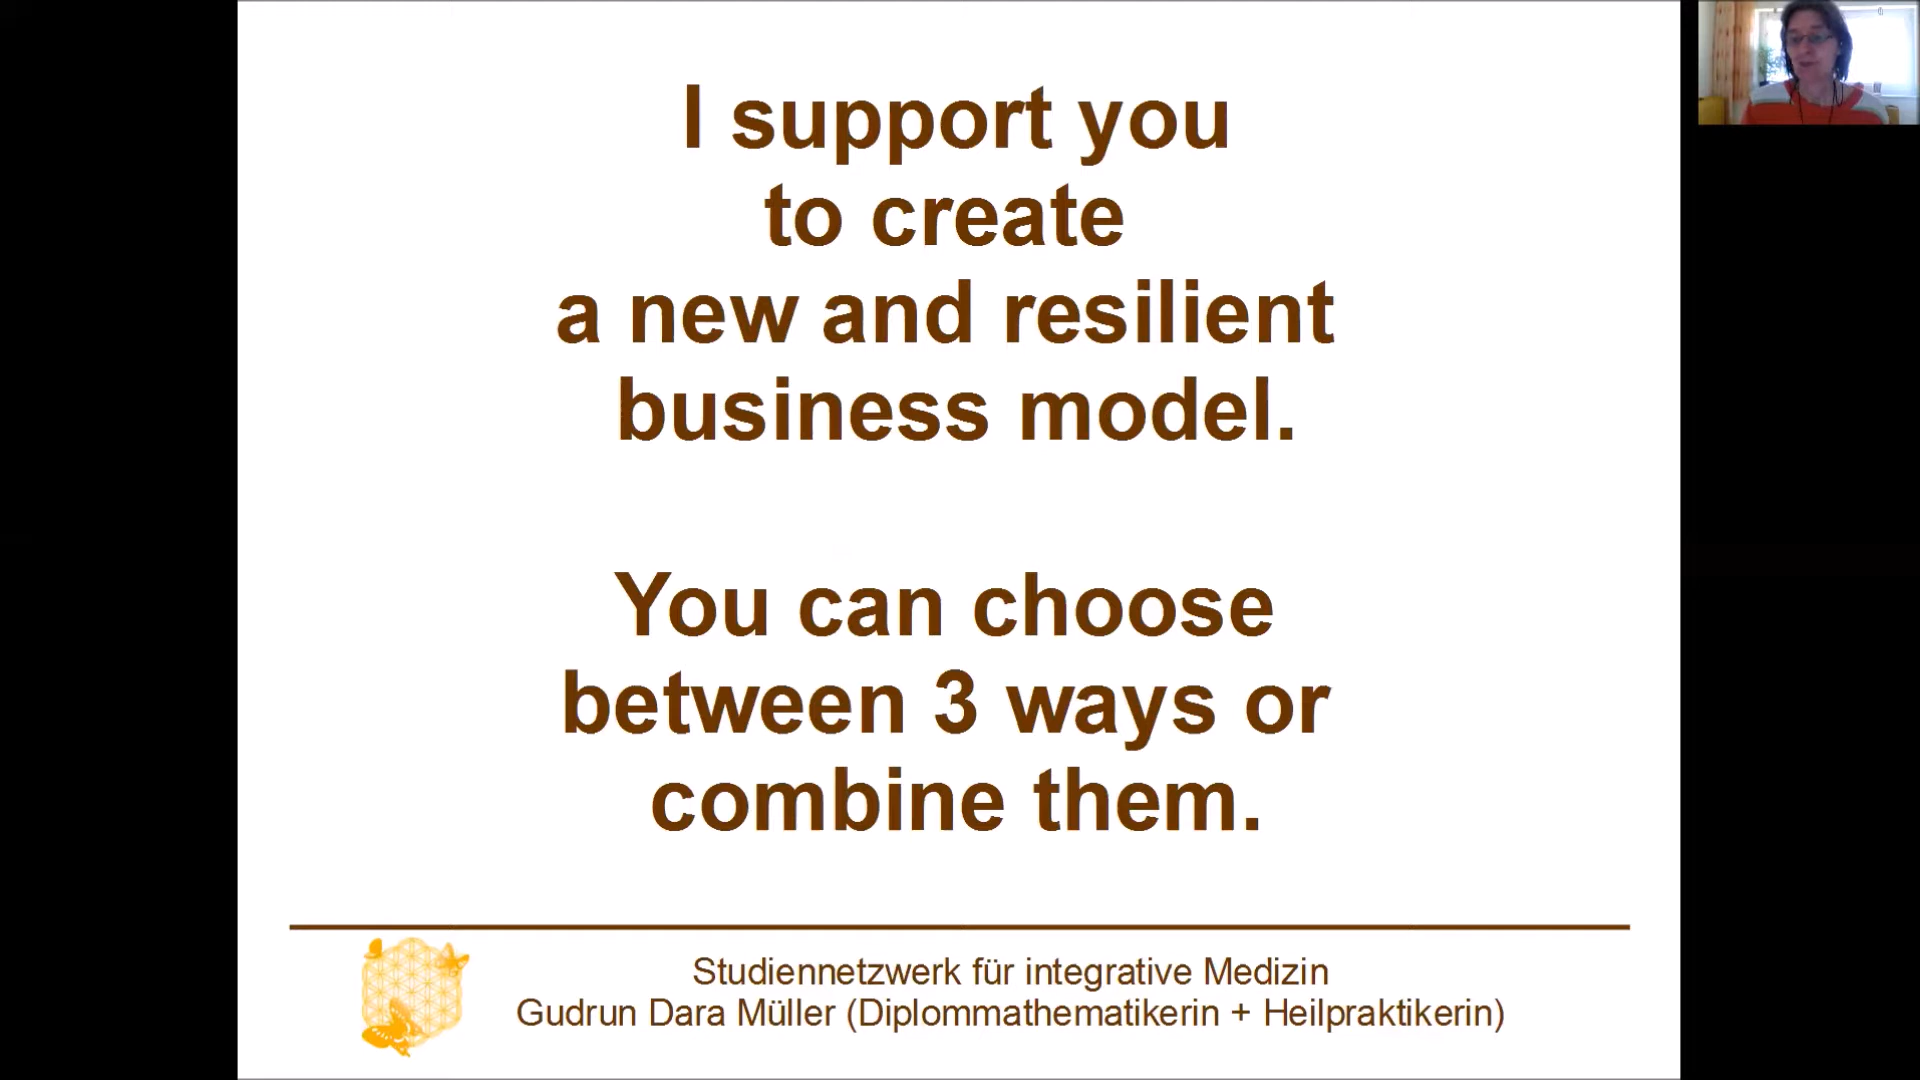 I support you
to create
a new and resilient
business model.
You can choose
between 3 ways or
combine them.
Studiennetzwerk für integrative Medizin
Gudrun Dara Müller (Diplommathematikerin + Heilpraktikerin)